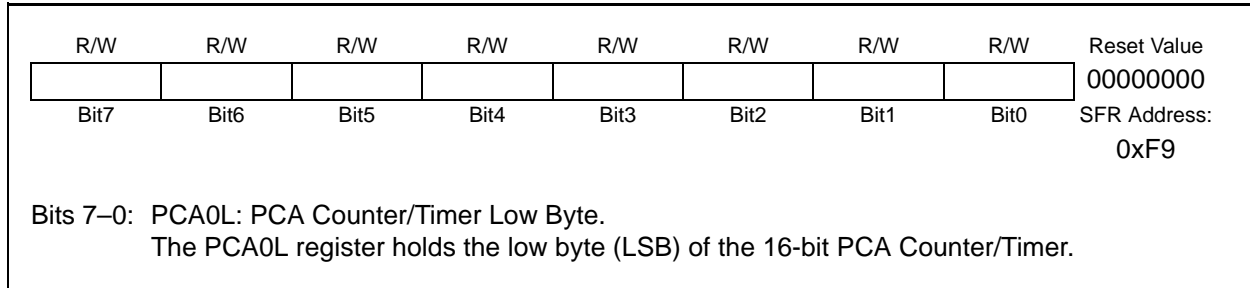 R/W R/W R/W R/W R/W R/W R/W R/W Reset Value
00000000
Bit7 Bit6 Bit5 Bit4 Bit3 Bit2 Bit1 Bit0 SFR Address:
0xF9
Bits 7–0: PCA0L: PCA Counter/Timer Low Byte.
The PCA0L register holds the low byte (LSB) of the 16-bit PCA Counter/Timer.